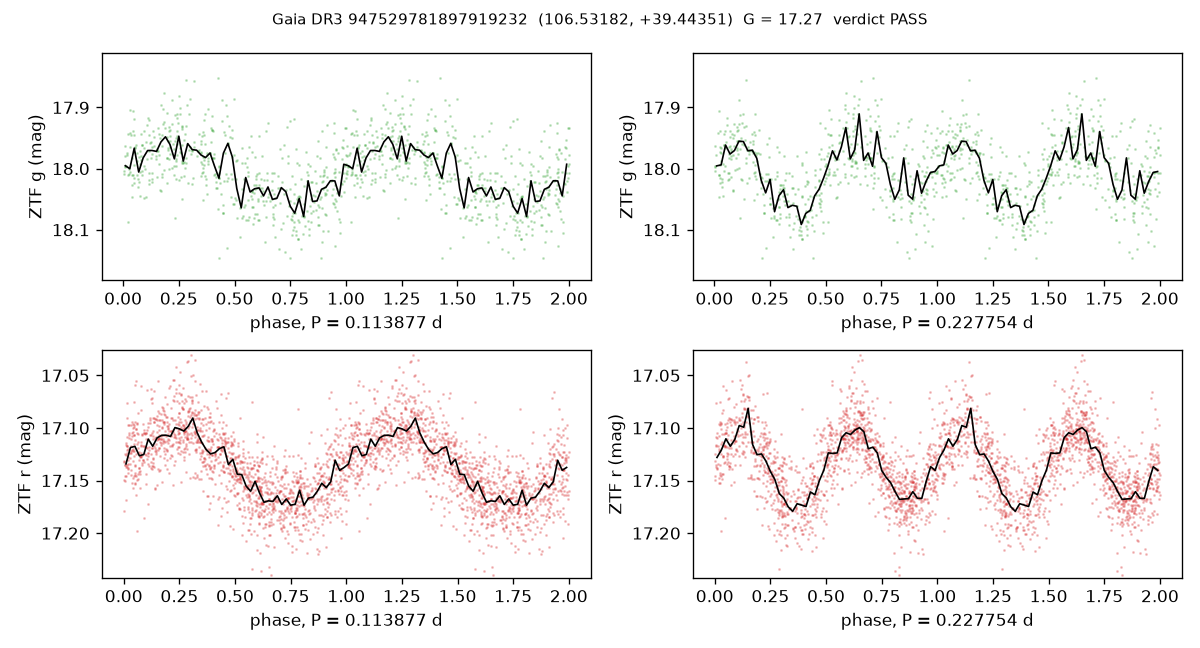 Gaia DR3 947529781897919232 (106.53182, +39.44351) G = 17.27 verdict PASS
ZTF g (mag)
17.9
18.0
18.1
0.00 0.25 0.50 0.75 1.00 1.25 1.50 1.75 2.00
phase, P = 0.113877 d
ZTF g (mag)
17.9
18.0
18.1
0.00 0.25 0.50 0.75 1.00 1.25 1.50 1.75 2.00
phase, P = 0.227754 d
ZTF r (mag)
17.05
17.10
17.15
17.20
0.00 0.25 0.50 0.75 1.00 1.25 1.50 1.75 2.00
phase, P = 0.113877 d
ZTF r (mag)
17.05
17.10
17.15
17.20
0.00 0.25 0.50 0.75 1.00 1.25 1.50 1.75 2.00
phase, P = 0.227754 d